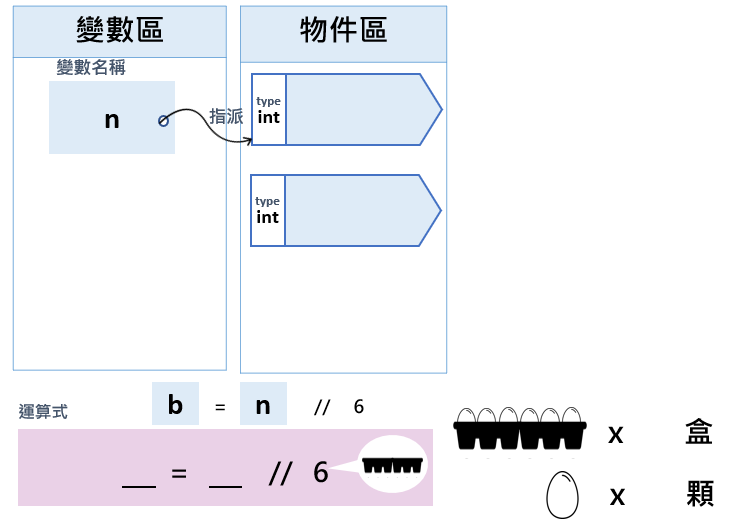 變數區
物件區
變數名稱
n
指派
type
int
type
int
運算式
b = n // 6
__ = __ // 6
x 盒
x 顆